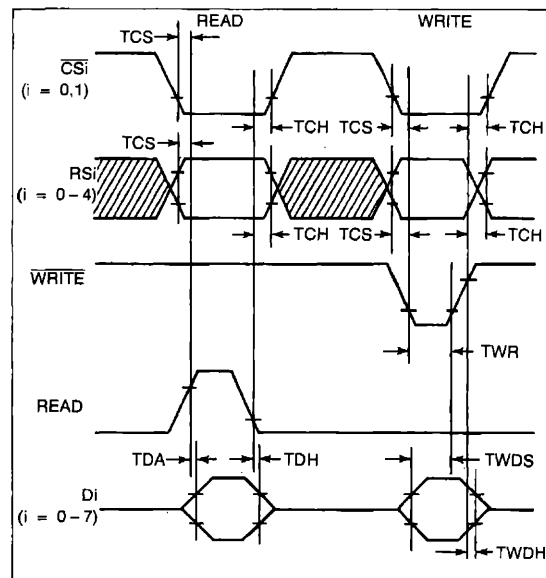 READ WRITE
TCS
CSi
(i = 0,1)
TCH TCS TCH
TCS
RSi
(i = 0–4)
TCH TCS TCH
WRITE
TWR
READ
TDA TDH TWDS
Di
(i = 0–7)
TWDH